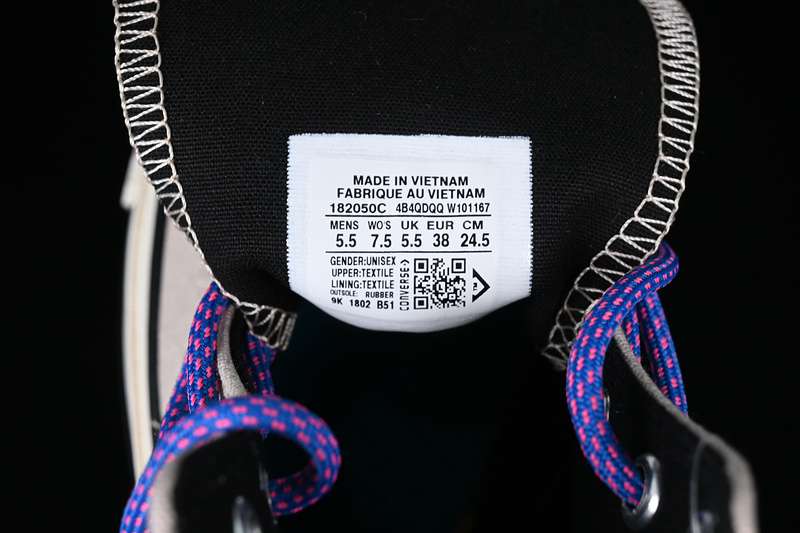 MADE IN VIETNAM
FABRIQUE AU VIETNAM
182050C 4B4QDQQ W101167
MENS WO'S UK EUR CM
5.5 7.5 5.5 38 24.5
GENDER:UNISEX
UPPER:TEXTILE
LINING:TEXTILE
OUTSOLE: RUBBER
9K 1802 B51
CONVERSE